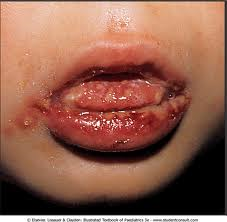 © Elsevier. Lissauer & Clayden: Illustrated Textbook of Paediatrics 3e - www.studentconsult.com